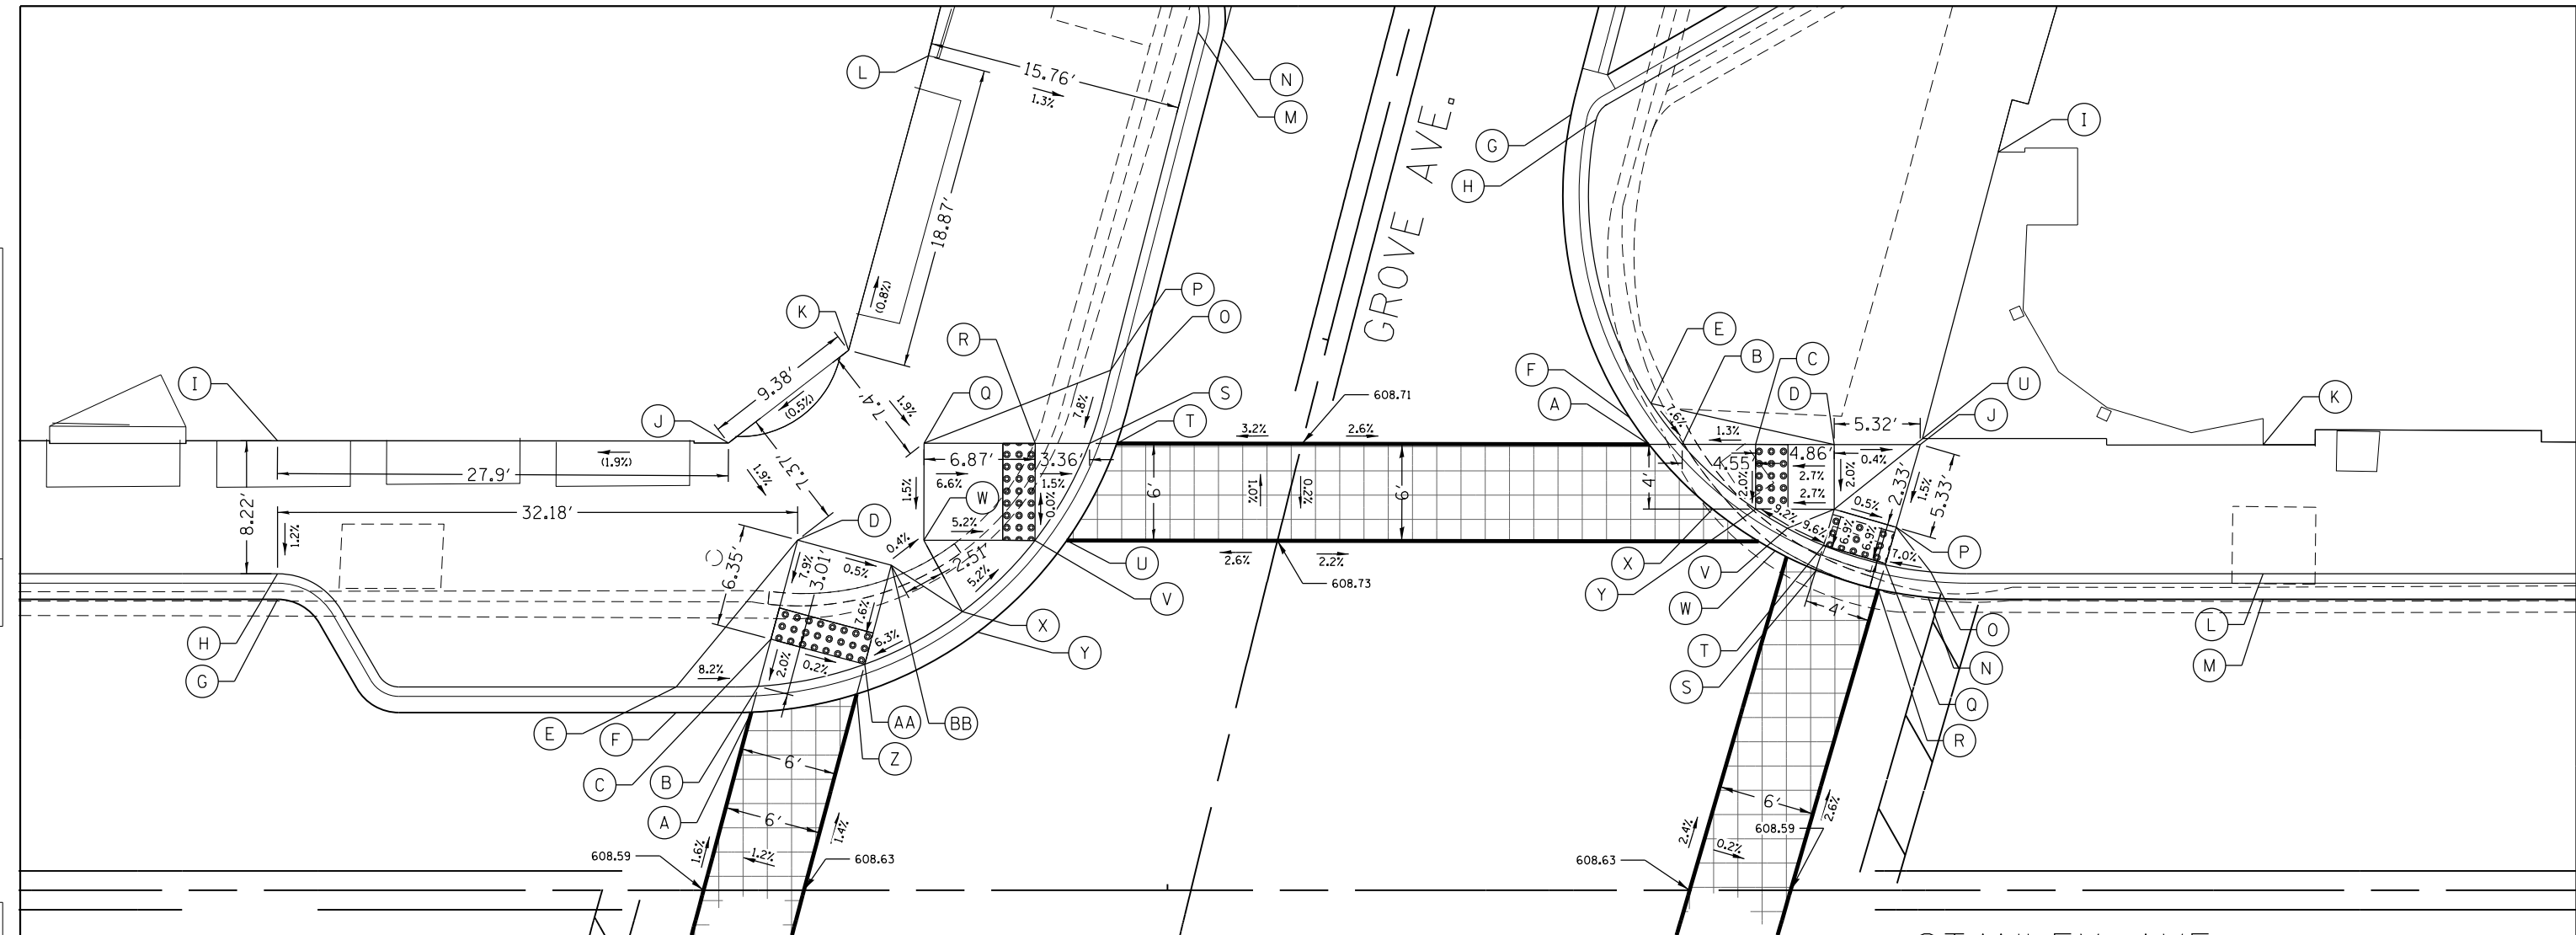 L
15.76'
1.3%
N
M
G
H
I
GROVE AVE.
18.87'
(0.8%)
K
9.38'
(0.5%)
7.4'
1.9%
I
J
(1.9%)
27.9'
7.37'
1.9%
8.22'
1.2%
32.18'
P
O
R
Q
S
T
7.8%
6.87'
3.36'
6.6%
1.5%
1.5%
0.0%
W
5.2%
6'
1.0%
0.2%
6'
3.2%
2.6%
608.71
2.6%
2.2%
608.73
D
0.4%
2.51'
5.2%
6.35'
7.9%
3.01'
0.5%
7.6%
6.3%
2.0%
0.2%
8.2%
U
V
X
Y
H
G
E
F
C
B
A
AA
BB
Z
6'
6'
1.6%
1.4%
1.2%
608.59
608.63
E
B
C
D
F
A
U
J
K
7.6%
1.3%
5.32'
4.55'
4.86'
0.4%
4'
2.0%
2.7%
2.7%
2.0%
2.33'
1.5%
5.33'
0.5%
9.2%
9.6%
6.9%
6.9%
7.0%
P
X
Y
V
W
T
S
4'
O
N
Q
R
L
M
6'
2.4%
2.6%
0.2%
608.59
608.63